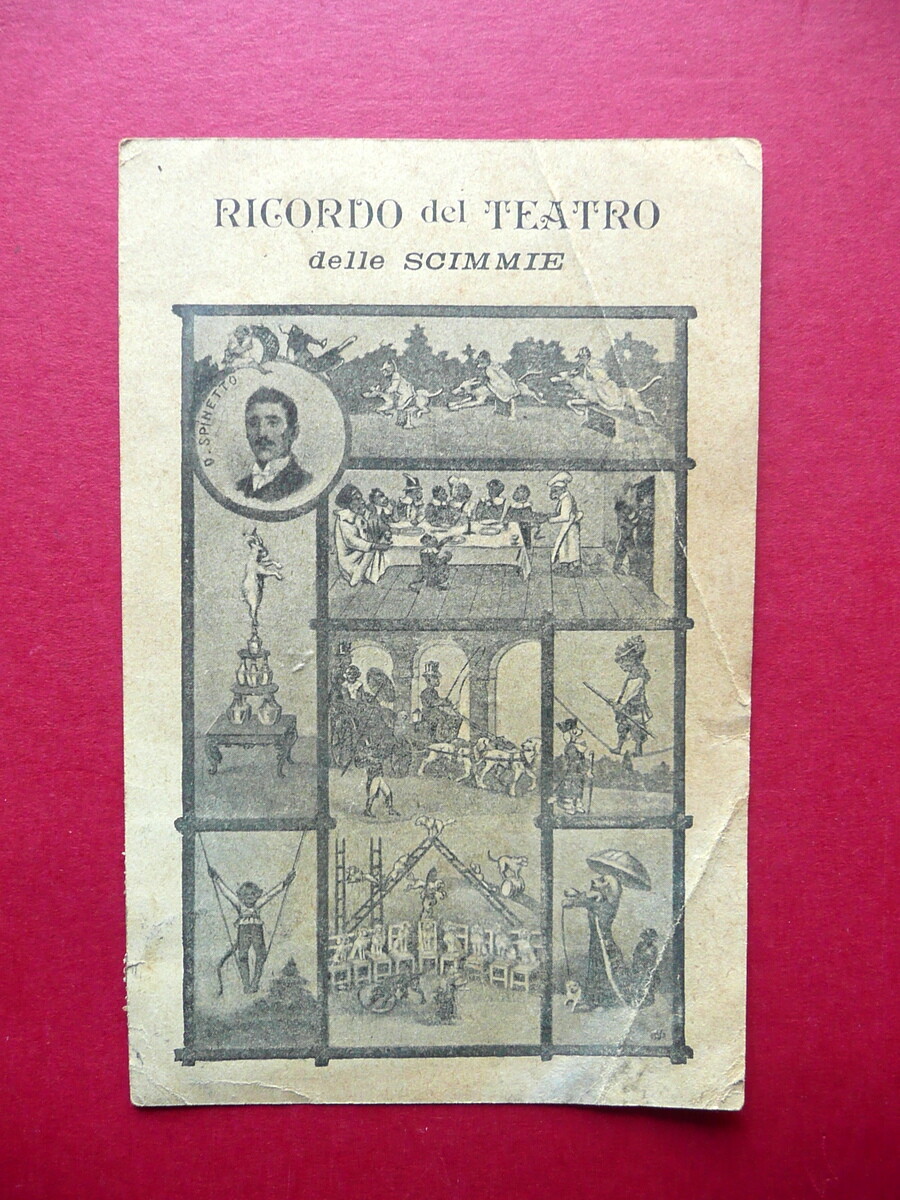 RICORDO del TEATRO
delle SCIMMIE
D. SPINETTO